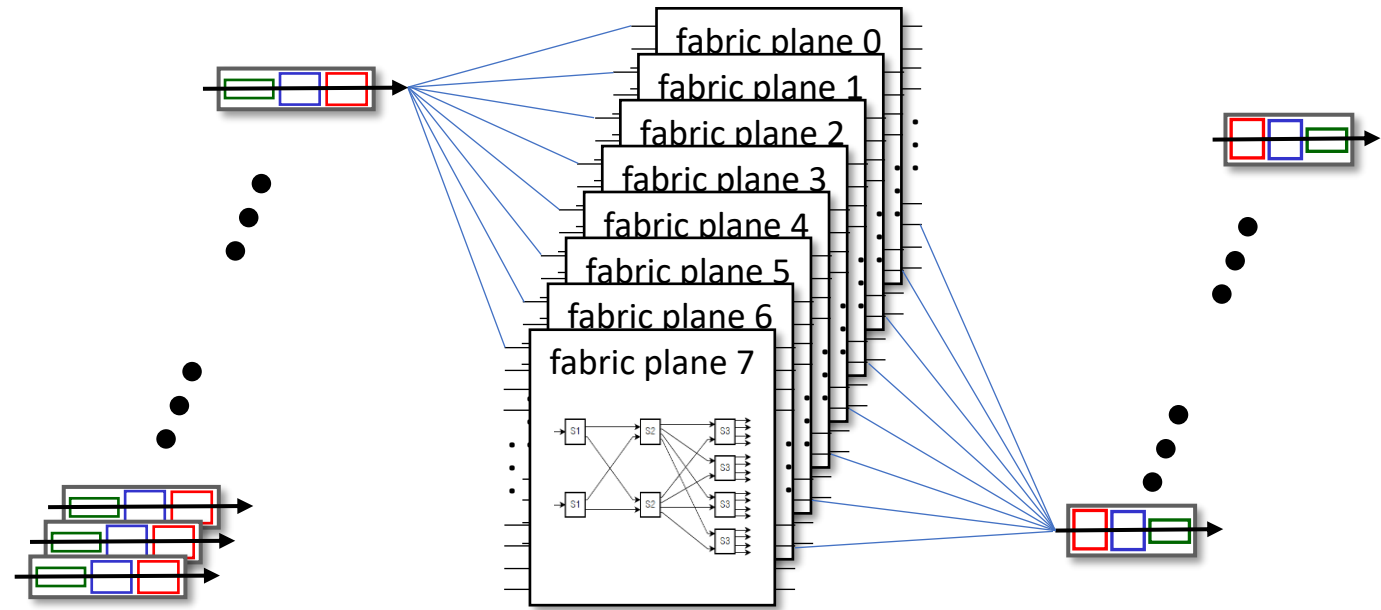 fabric plane 0
fabric plane 1
fabric plane 2
fabric plane 3
fabric plane 4
fabric plane 5
fabric plane 6
fabric plane 7
S1 S2 S3
S3
S1 S2 S3
S3